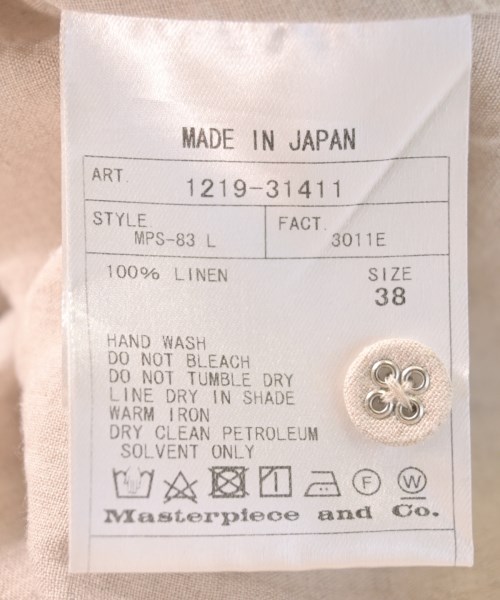 MADE IN JAPAN
ART. 1219-31411
STYLE FACT.
MPS-83 L 3011E
100% LINEN SIZE
38
HAND WASH
DO NOT BLEACH
DO NOT TUMBLE DRY
LINE DRY IN SHADE
WARM IRON
DRY CLEAN PETROLEUM
SOLVENT ONLY
F W
Masterpiece and Co.